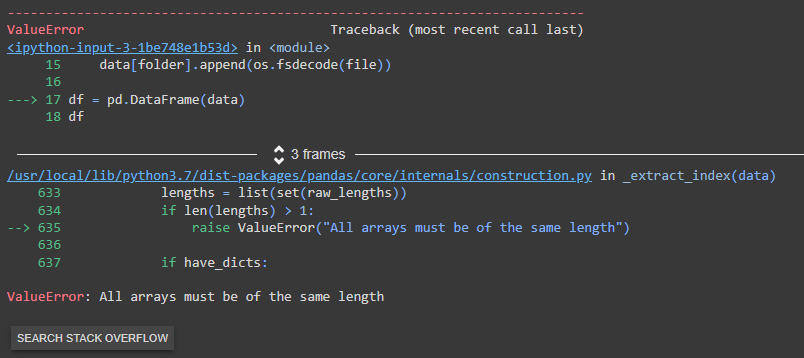 ---------------------------------------------------------------------------
ValueError                                Traceback (most recent call last)
<ipython-input-3-1be748e1b53d> in <module>
     15     data[folder].append(os.fsdecode(file))
     16
---> 17 df = pd.DataFrame(data)
     18 df
3 frames
/usr/local/lib/python3.7/dist-packages/pandas/core/internals/construction.py in _extract_index(data)
    633             lengths = list(set(raw_lengths))
    634             if len(lengths) > 1:
--> 635                 raise ValueError("All arrays must be of the same length")
    636
    637             if have_dicts:
ValueError: All arrays must be of the same length
SEARCH STACK OVERFLOW